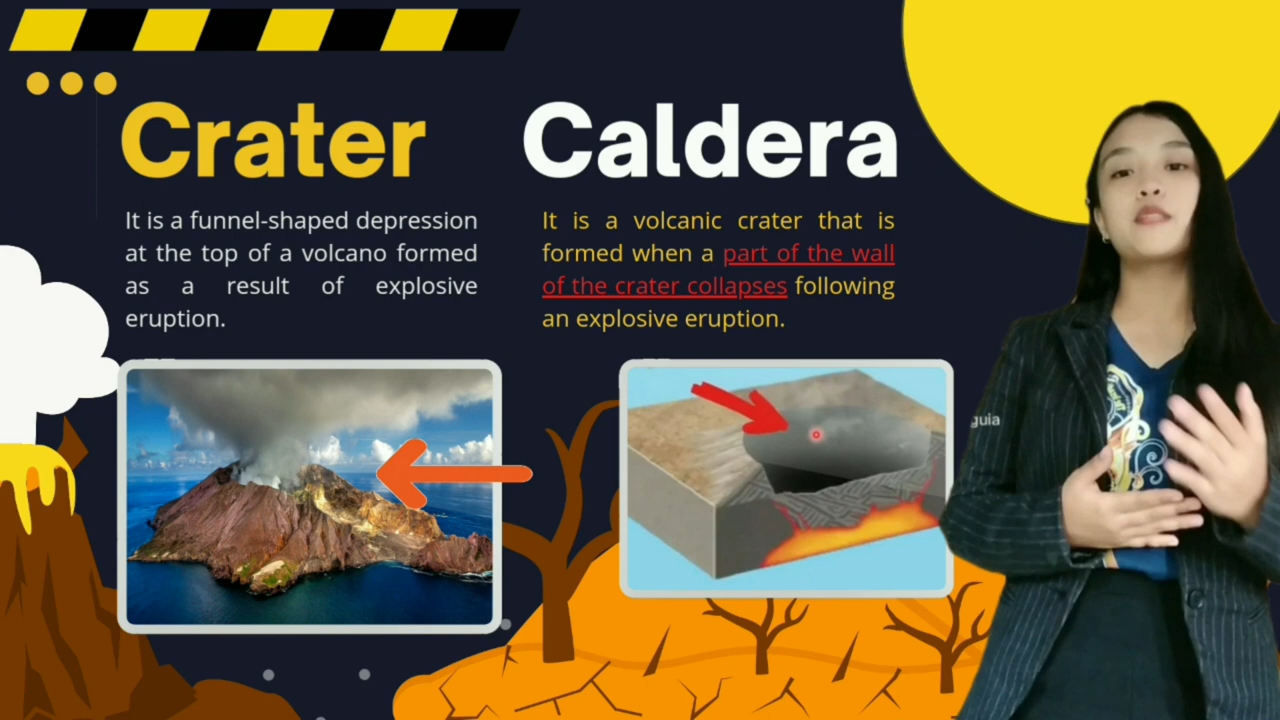 Crater
Caldera
It is a funnel-shaped depression
at the top of a volcano formed
as a result of explosive
eruption.
It is a volcanic crater that is
formed when a part of the wall
of the crater collapses following
an explosive eruption.
guia